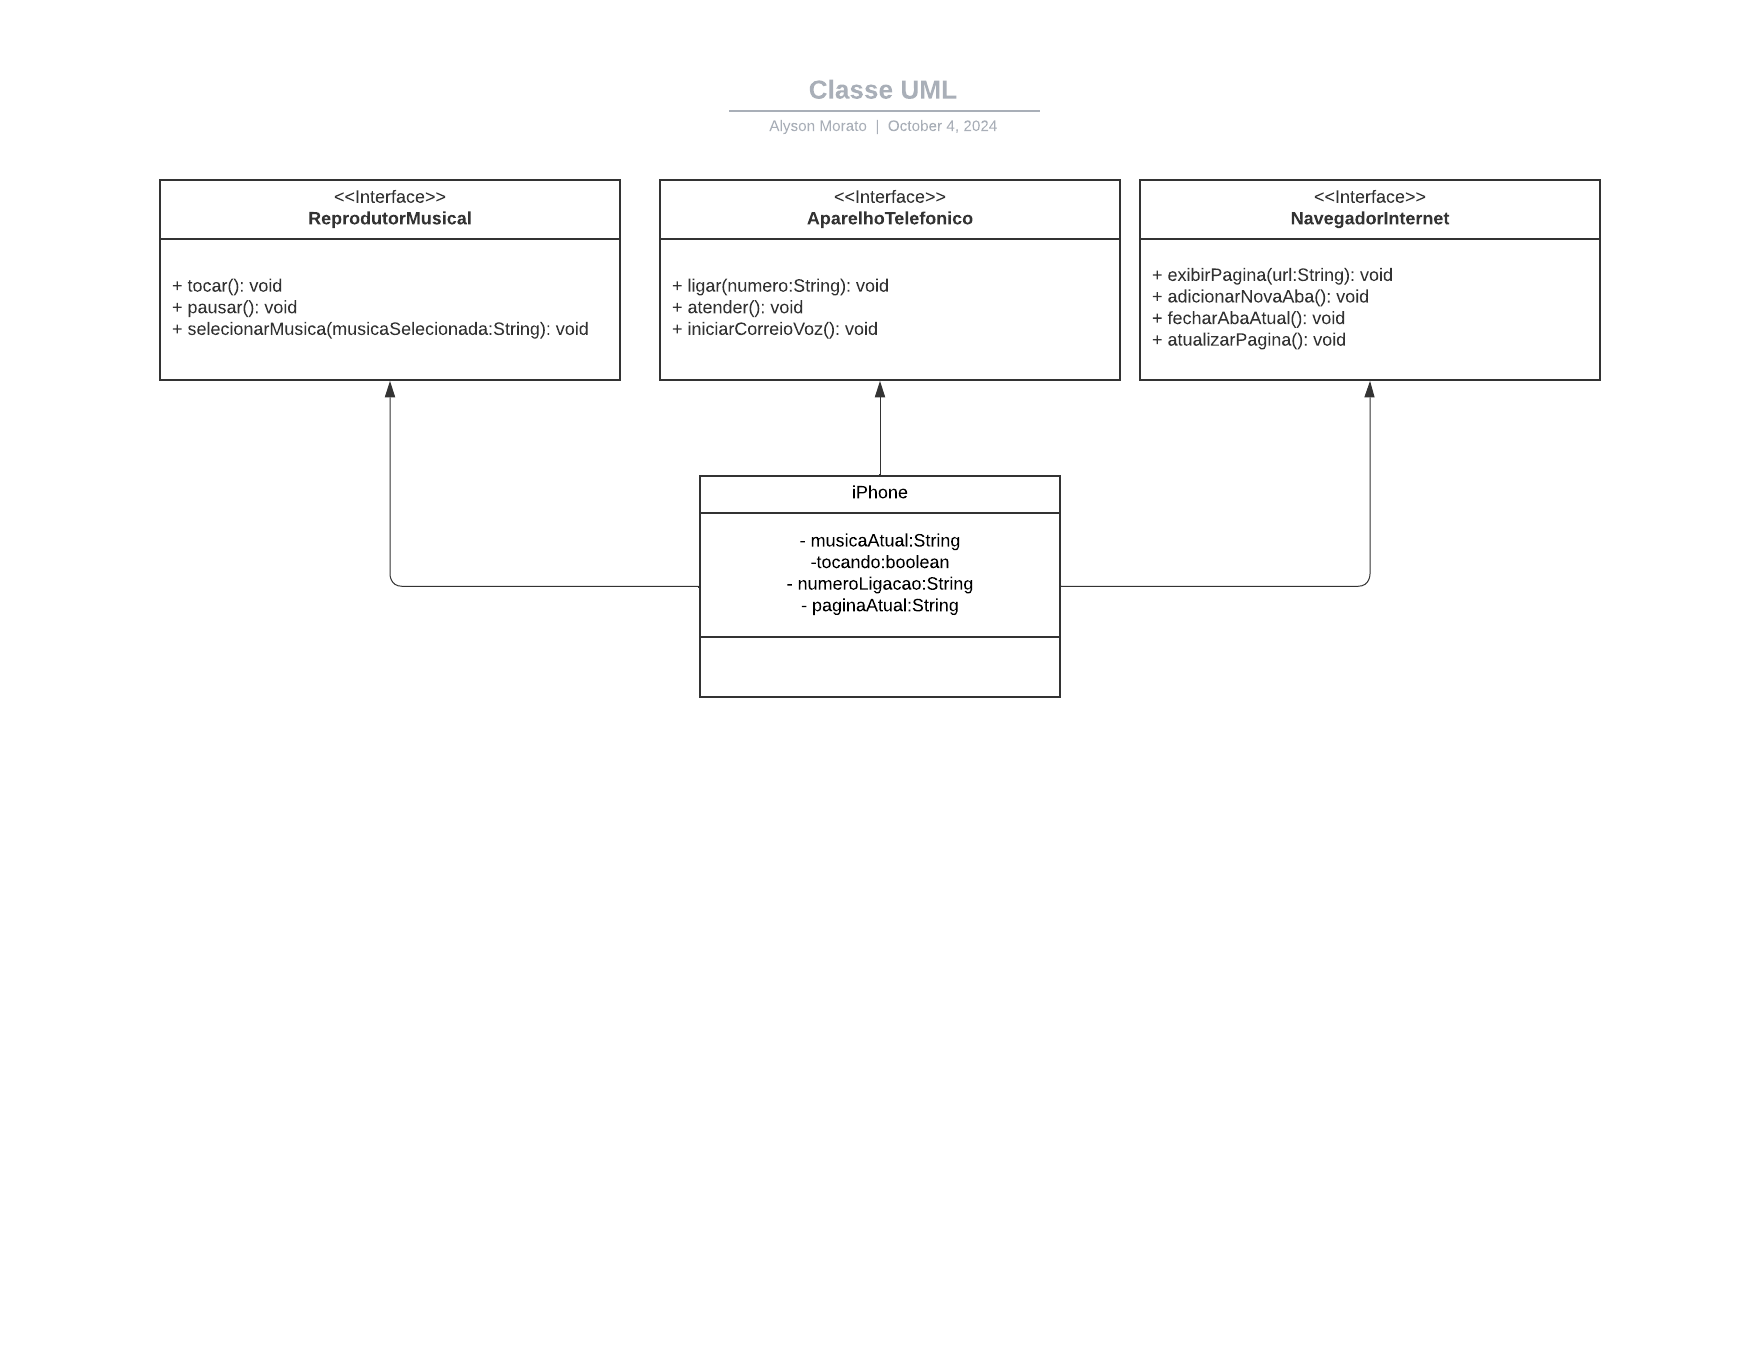 Classe UML
Alyson Morato | October 4, 2024
<<Interface>>
ReprodutorMusical
+ tocar(): void
+ pausar(): void
+ selecionarMusica(musicaSelecionada:String): void
<<Interface>>
AparelhoTelefonico
+ ligar(numero:String): void
+ atender(): void
+ iniciarCorreioVoz(): void
<<Interface>>
NavegadorInternet
+ exibirPagina(url:String): void
+ adicionarNovaAba(): void
+ fecharAbaAtual(): void
+ atualizarPagina(): void
iPhone
- musicaAtual:String
-tocando:boolean
- numeroLigacao:String
- paginaAtual:String